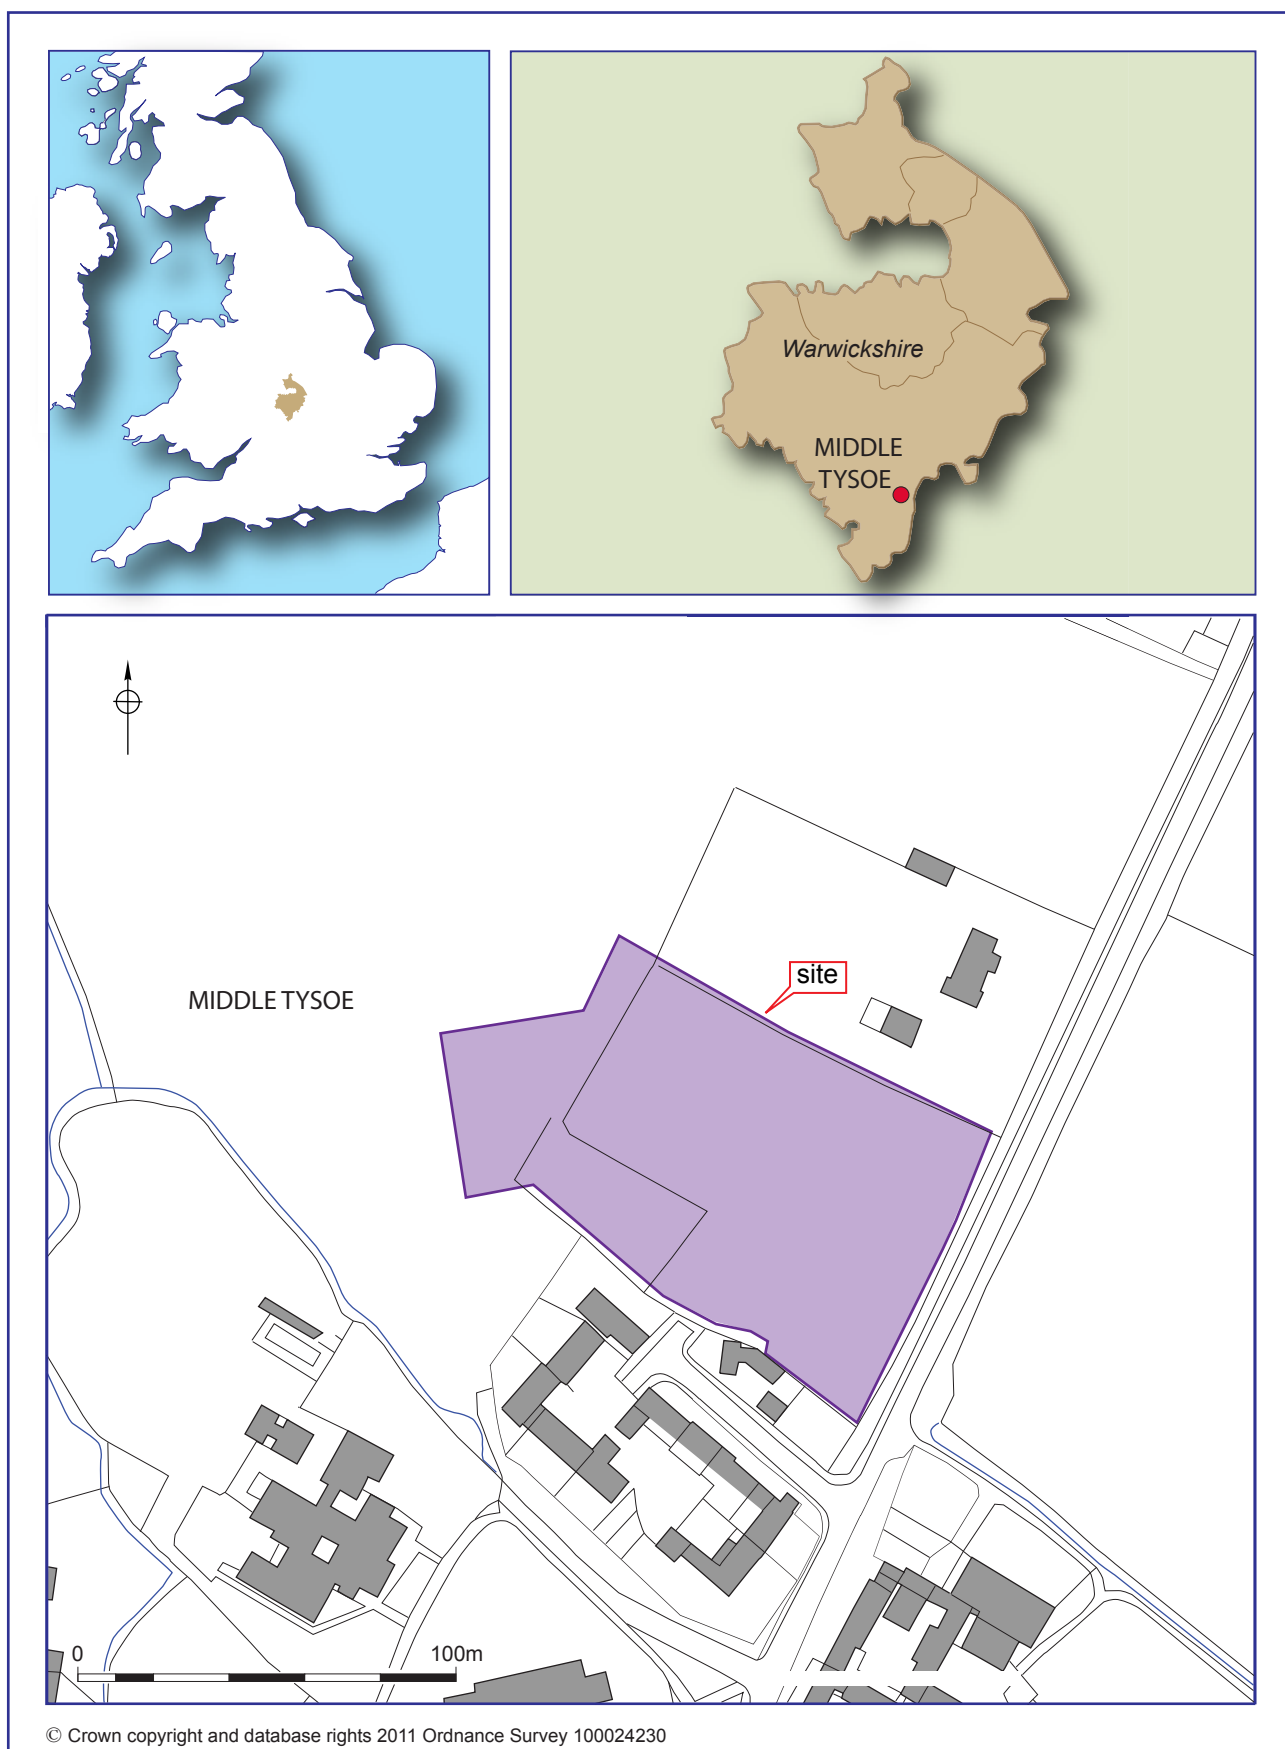 Warwickshire
MIDDLE
TYSOE
site
MIDDLE TYSOE
0
100m
© Crown copyright and database rights 2011 Ordnance Survey 100024230